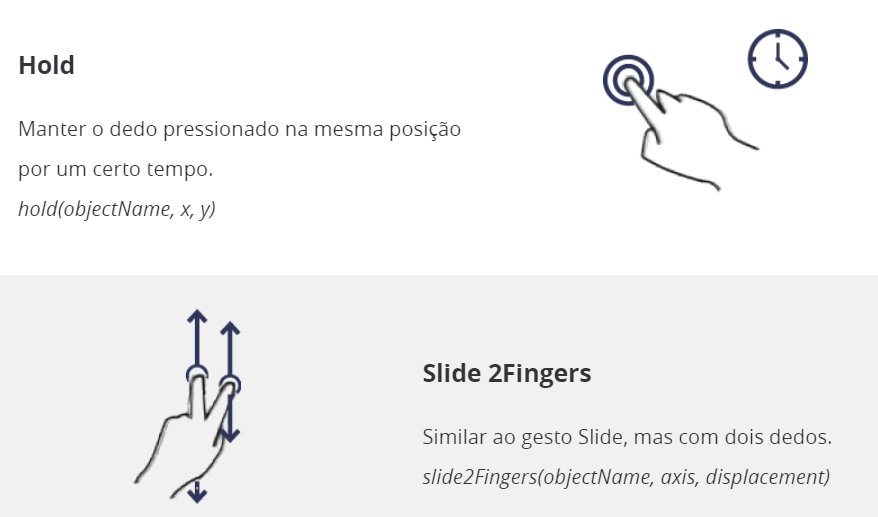 Hold
Manter o dedo pressionado na mesma posição
por um certo tempo.
hold(objectName, x, y)
Slide 2Fingers
Similar ao gesto Slide, mas com dois dedos.
slide2Fingers(objectName, axis, displacement)